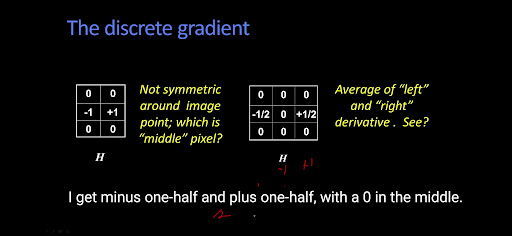 The discrete gradient
0 0
-1 +1
0 0
H
Not symmetric
around image
point; which is
"middle" pixel?
0 0 0
-1/2 0 +1/2
0 0 0
H
-1 +1
Average of "left"
and "right"
derivative. See?
I get minus one-half and plus one-half, with a 0 in the middle.